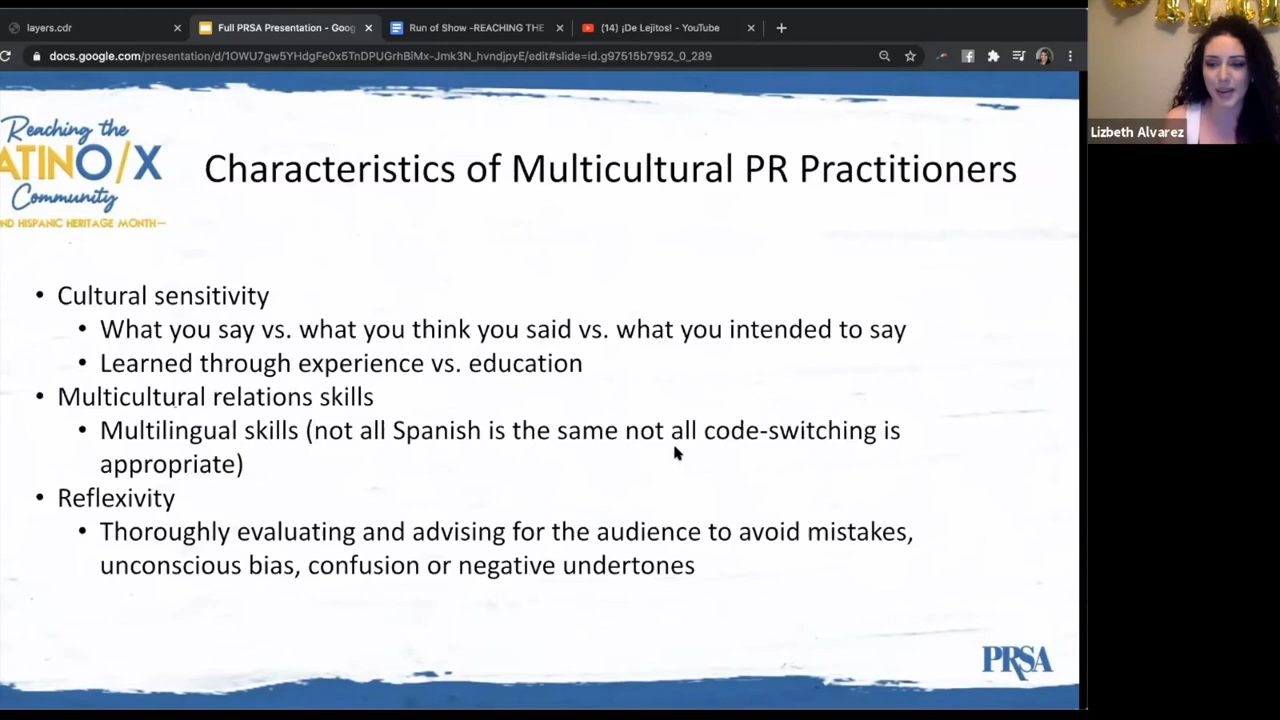 layers.cdr
Full PRSA Presentation - Goog
Run of Show -REACHING THE
(14) ¡De Lejitos! - YouTube
docs.google.com/presentation/d/1OWU7gw5YHdgFe0x5TnDPUGrhBiMx-Jmk3N_hvndjpyE/edit#slide=id.g97515b7952_0_289
Lizbeth Alvarez
Reaching the
ATINO/X
Community
ND HISPANIC HERITAGE MONTH—
Characteristics of Multicultural PR Practitioners
• Cultural sensitivity
• What you say vs. what you think you said vs. what you intended to say
• Learned through experience vs. education
• Multicultural relations skills
• Multilingual skills (not all Spanish is the same not all code-switching is
appropriate)
• Reflexivity
• Thoroughly evaluating and advising for the audience to avoid mistakes,
unconscious bias, confusion or negative undertones
PRSA